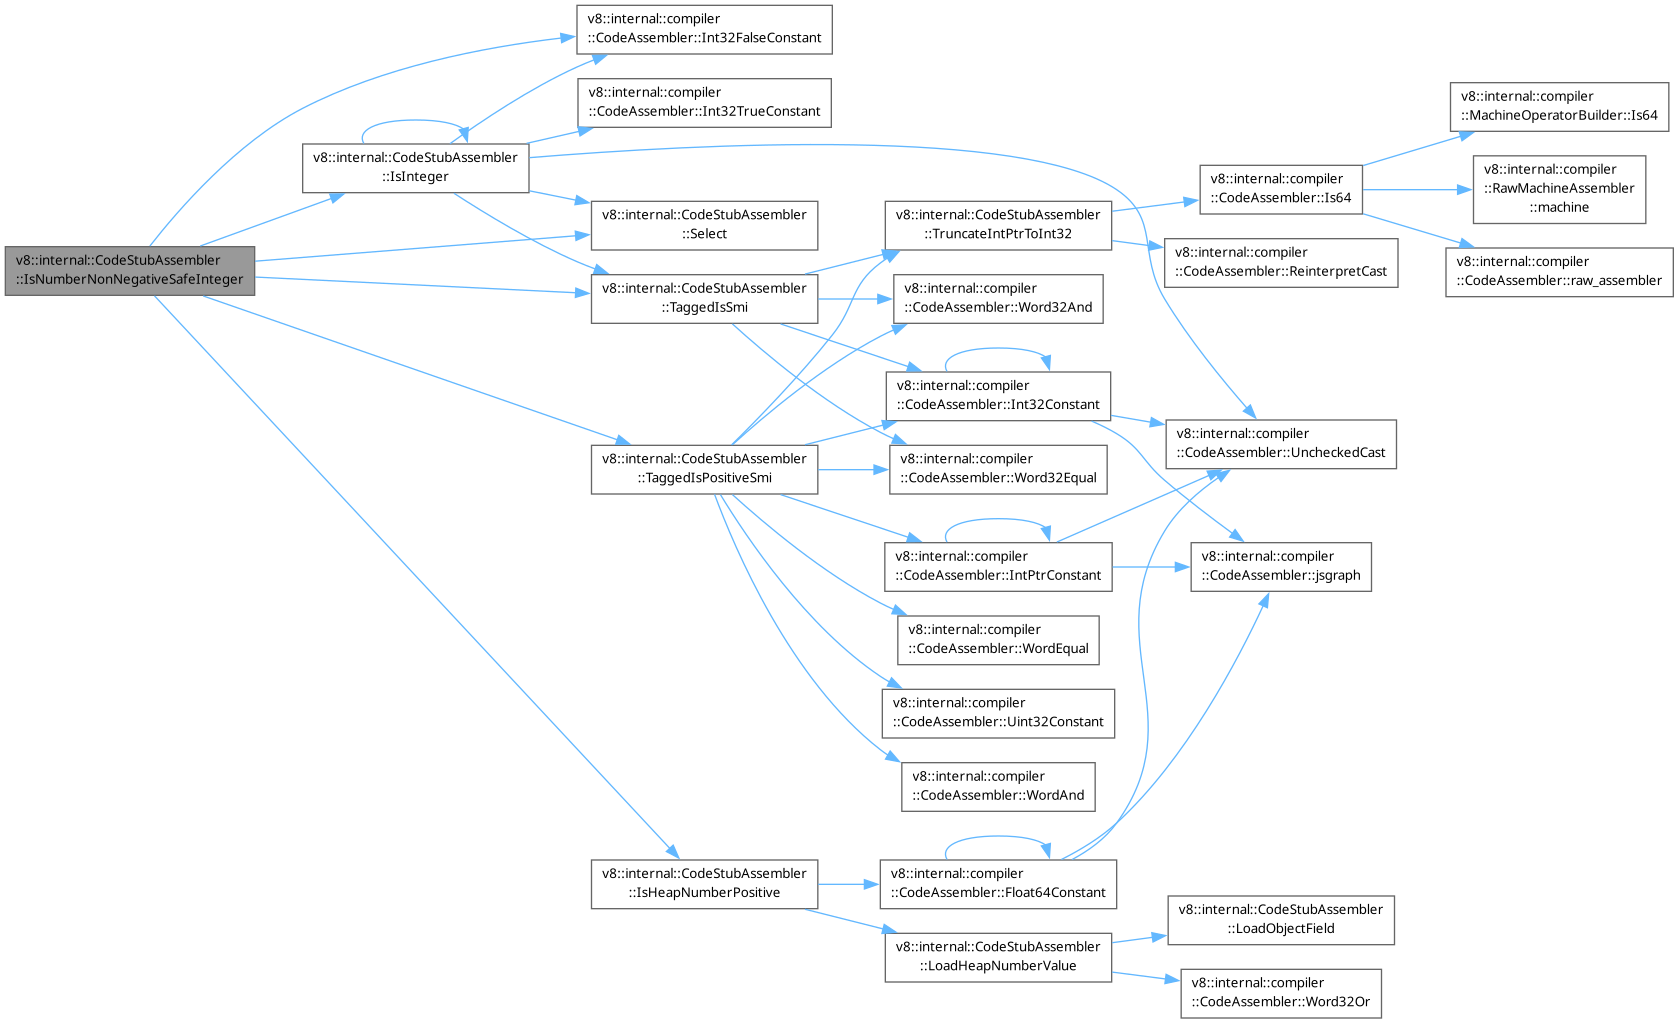 v8::internal::CodeStubAssembler
::IsNumberNonNegativeSafeInteger
v8::internal::compiler
::CodeAssembler::Int32FalseConstant
v8::internal::CodeStubAssembler
::IsInteger
v8::internal::compiler
::CodeAssembler::Int32TrueConstant
v8::internal::CodeStubAssembler
::Select
v8::internal::CodeStubAssembler
::TaggedIsSmi
v8::internal::CodeStubAssembler
::TaggedIsPositiveSmi
v8::internal::CodeStubAssembler
::IsHeapNumberPositive
v8::internal::CodeStubAssembler
::TruncateIntPtrToInt32
v8::internal::compiler
::CodeAssembler::Word32And
v8::internal::compiler
::CodeAssembler::Int32Constant
v8::internal::compiler
::CodeAssembler::Word32Equal
v8::internal::compiler
::CodeAssembler::IntPtrConstant
v8::internal::compiler
::CodeAssembler::WordEqual
v8::internal::compiler
::CodeAssembler::Uint32Constant
v8::internal::compiler
::CodeAssembler::WordAnd
v8::internal::compiler
::CodeAssembler::Float64Constant
v8::internal::CodeStubAssembler
::LoadHeapNumberValue
v8::internal::compiler
::CodeAssembler::Is64
v8::internal::compiler
::CodeAssembler::ReinterpretCast
v8::internal::compiler
::CodeAssembler::UncheckedCast
v8::internal::compiler
::CodeAssembler::jsgraph
v8::internal::CodeStubAssembler
::LoadObjectField
v8::internal::compiler
::CodeAssembler::Word32Or
v8::internal::compiler
::MachineOperatorBuilder::Is64
v8::internal::compiler
::RawMachineAssembler
::machine
v8::internal::compiler
::CodeAssembler::raw_assembler